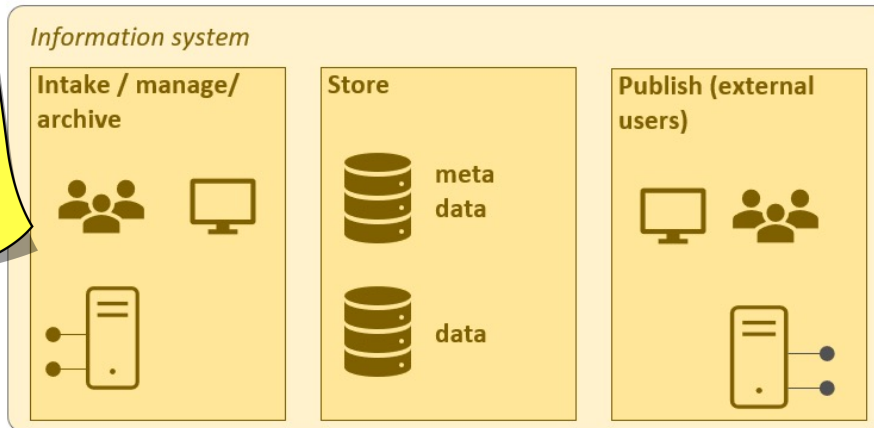 Information system
Intake / manage/
archive
Store
meta
data
data
Publish (external
users)